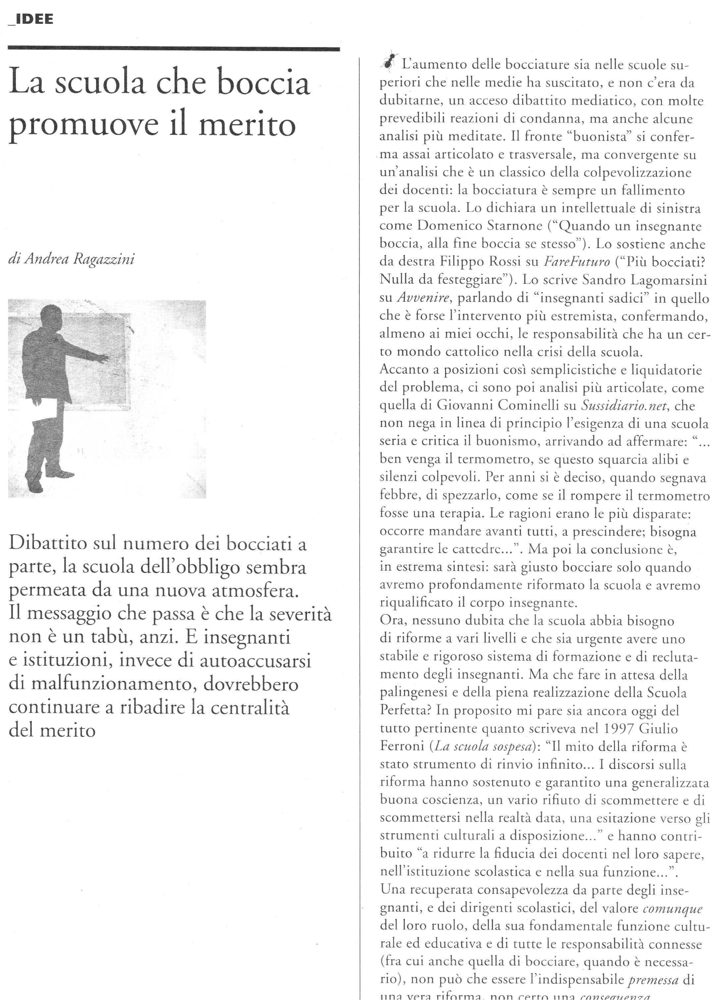 _IDEE
La scuola che boccia
promuove il merito
di Andrea Ragazzini
Dibattito sul numero dei bocciati a
parte, la scuola dell’obbligo sembra
permeata da una nuova atmosfera.
Il messaggio che passa è che la severità
non è un tabù, anzi. E insegnanti
e istituzioni, invece di autoaccusarsi
di malfunzionamento, dovrebbero
continuare a ribadire la centralità
del merito
L’aumento delle bocciature sia nelle scuole su-
periori che nelle medie ha suscitato, e non c’era da
dubitarne, un acceso dibattito mediatico, con molte
prevedibili reazioni di condanna, ma anche alcune
analisi più meditate. Il fronte “buonista” si confer-
ma assai articolato e trasversale, ma convergente su
un’analisi che è un classico della colpevolizzazione
dei docenti: la bocciatura è sempre un fallimento
per la scuola. Lo dichiara un intellettuale di sinistra
come Domenico Starnone (“Quando un insegnante
boccia, alla fine boccia se stesso”). Lo sostiene anche
da destra Filippo Rossi su FareFuturo (“Più bocciati?
Nulla da festeggiare”). Lo scrive Sandro Lagomarsini
su Avvenire, parlando di “insegnanti sadici” in quello
che è forse l’intervento più estremista, confermando,
almeno ai miei occhi, le responsabilità che ha un cer-
to mondo cattolico nella crisi della scuola.
Accanto a posizioni così semplicistiche e liquidatorie
del problema, ci sono poi analisi più articolate, come
quella di Giovanni Cominelli su Sussidiario.net, che
non nega in linea di principio l’esigenza di una scuola
seria e critica il buonismo, arrivando ad affermare: “...
ben venga il termometro, se questo squarcia alibi e
silenzi colpevoli. Per anni si è deciso, quando segnava
febbre, di spezzarlo, come se il rompere il termometro
fosse una terapia. Le ragioni erano le più disparate:
occorre mandare avanti tutti, a prescindere; bisogna
garantire le cattedre...”. Ma poi la conclusione è,
in estrema sintesi: sarà giusto bocciare solo quando
avremo profondamente riformato la scuola e avremo
riqualificato il corpo insegnante.
Ora, nessuno dubita che la scuola abbia bisogno
di riforme a vari livelli e che sia urgente avere uno
stabile e rigoroso sistema di formazione e di recluta-
mento degli insegnanti. Ma che fare in attesa della
palingenesi e della piena realizzazione della Scuola
Perfetta? In proposito mi pare sia ancora oggi del
tutto pertinente quanto scriveva nel 1997 Giulio
Ferroni (La scuola sospesa): “Il mito della riforma è
stato strumento di rinvio infinito... I discorsi sulla
riforma hanno sostenuto e garantito una generalizzata
buona coscienza, un vario rifiuto di scommettere e di
scommettersi nella realtà data, una esitazione verso gli
strumenti culturali a disposizione...” e hanno contri-
buito “a ridurre la fiducia dei docenti nel loro sapere,
nell’istituzione scolastica e nella sua funzione...”.
Una recuperata consapevolezza da parte degli inse-
gnanti, e dei dirigenti scolastici, del valore comunque
del loro ruolo, della sua fondamentale funzione cultu-
rale ed educativa e di tutte le responsabilità connesse
(fra cui anche quella di bocciare, quando è necessa-
rio), non può che essere l’indispensabile premessa di
una vera riforma, non certo una conseguenza